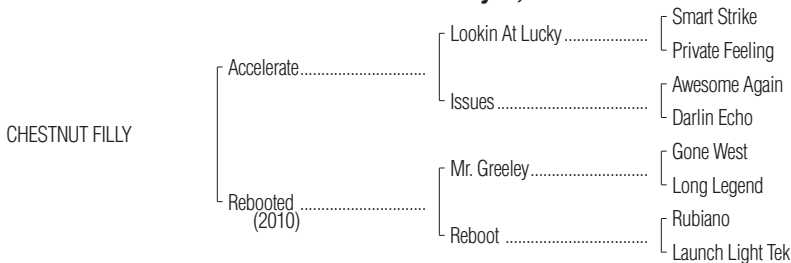 Smart Strike
Lookin At Lucky
Private Feeling
Accelerate
Awesome Again
Issues
Darlin Echo
CHESTNUT FILLY
Gone West
Mr. Greeley
Long Legend
Rebooted
(2010)
Rubiano
Reboot
Launch Light Tek